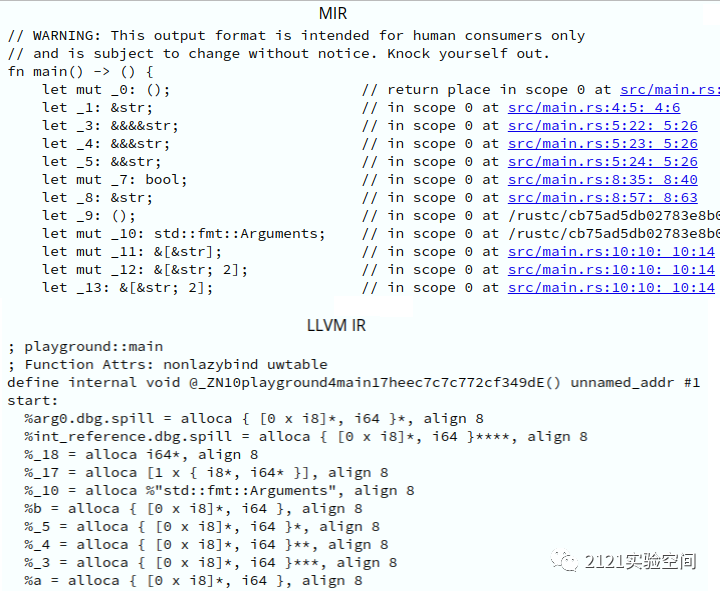 MIR
// WARNING: This output format is intended for human consumers only
// and is subject to change without notice. Knock yourself out.
fn main() -> () {
    let mut _0: ();                      // return place in scope 0 at src/main.rs:
    let _1: &str;                        // in scope 0 at src/main.rs:4:5: 4:6
    let _3: &&&&str;                     // in scope 0 at src/main.rs:5:22: 5:26
    let _4: &&&str;                      // in scope 0 at src/main.rs:5:23: 5:26
    let _5: &&str;                       // in scope 0 at src/main.rs:5:24: 5:26
    let mut _7: bool;                    // in scope 0 at src/main.rs:8:35: 8:40
    let _8: &str;                        // in scope 0 at src/main.rs:8:57: 8:63
    let _9: ();                          // in scope 0 at /rustc/cb75ad5db02783e8b0
    let mut _10: std::fmt::Arguments;    // in scope 0 at /rustc/cb75ad5db02783e8b0
    let mut _11: &[&str];                // in scope 0 at src/main.rs:10:10: 10:14
    let mut _12: &[&str; 2];             // in scope 0 at src/main.rs:10:10: 10:14
    let _13: &[&str; 2];                 // in scope 0 at src/main.rs:10:10: 10:14
LLVM IR
; playground::main
; Function Attrs: nonlazybind uwtable
define internal void @_ZN10playground4main17heec7c7c772cf349dE() unnamed_addr #1
start:
  %arg0.dbg.spill = alloca { [0 x i8]*, i64 }*, align 8
  %int_reference.dbg.spill = alloca { [0 x i8]*, i64 }****, align 8
  %_18 = alloca i64*, align 8
  %_17 = alloca [1 x { i8*, i64* }], align 8
  %_10 = alloca %"std::fmt::Arguments", align 8
  %b = alloca { [0 x i8]*, i64 }, align 8
  %_5 = alloca { [0 x i8]*, i64 }*, align 8
  %_4 = alloca { [0 x i8]*, i64 }**, align 8
  %_3 = alloca { [0 x i8]*, i64 }***, align 8
  %a = alloca { [0 x i8]*, i64 }, align 8
2121实验空间